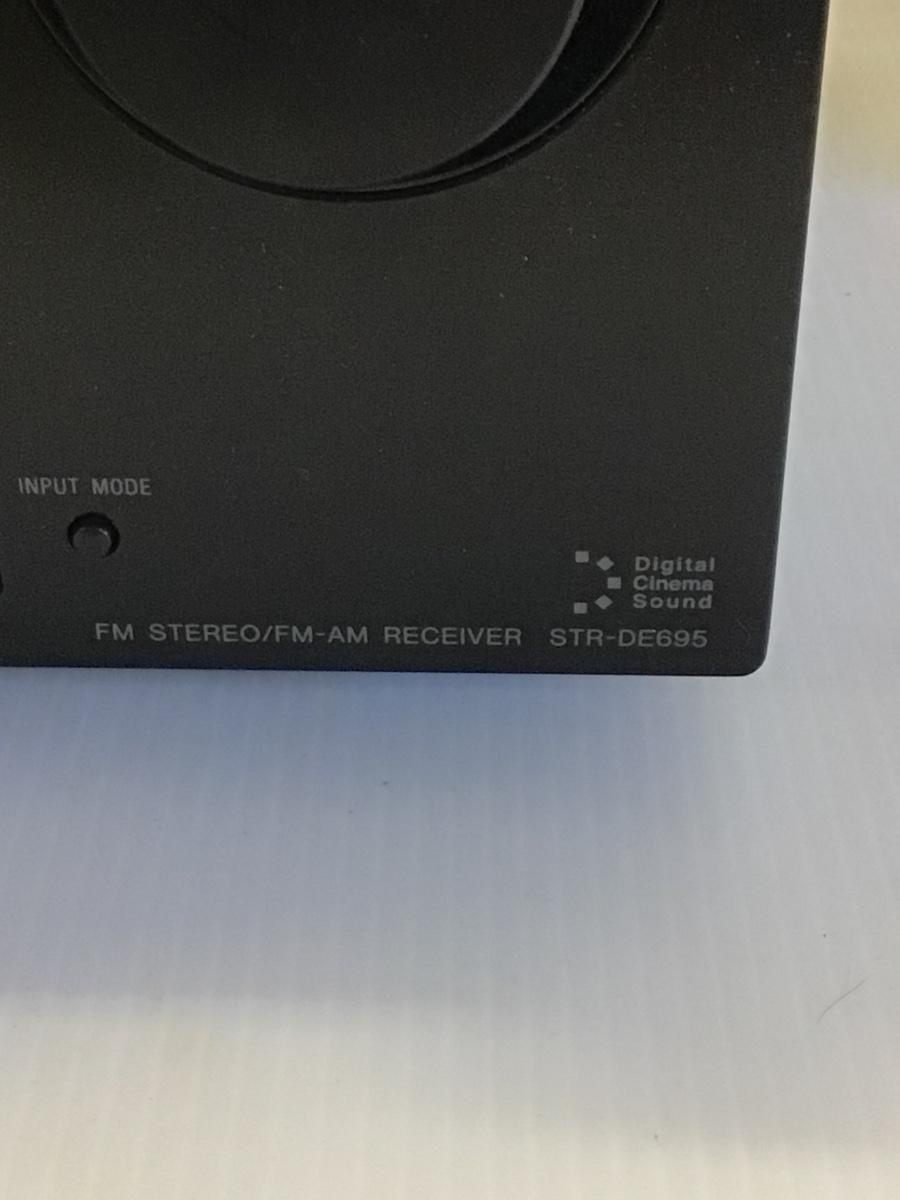 INPUT MODE
Digital
Cinema
Sound
FM STEREO/FM-AM RECEIVER STR-DE695